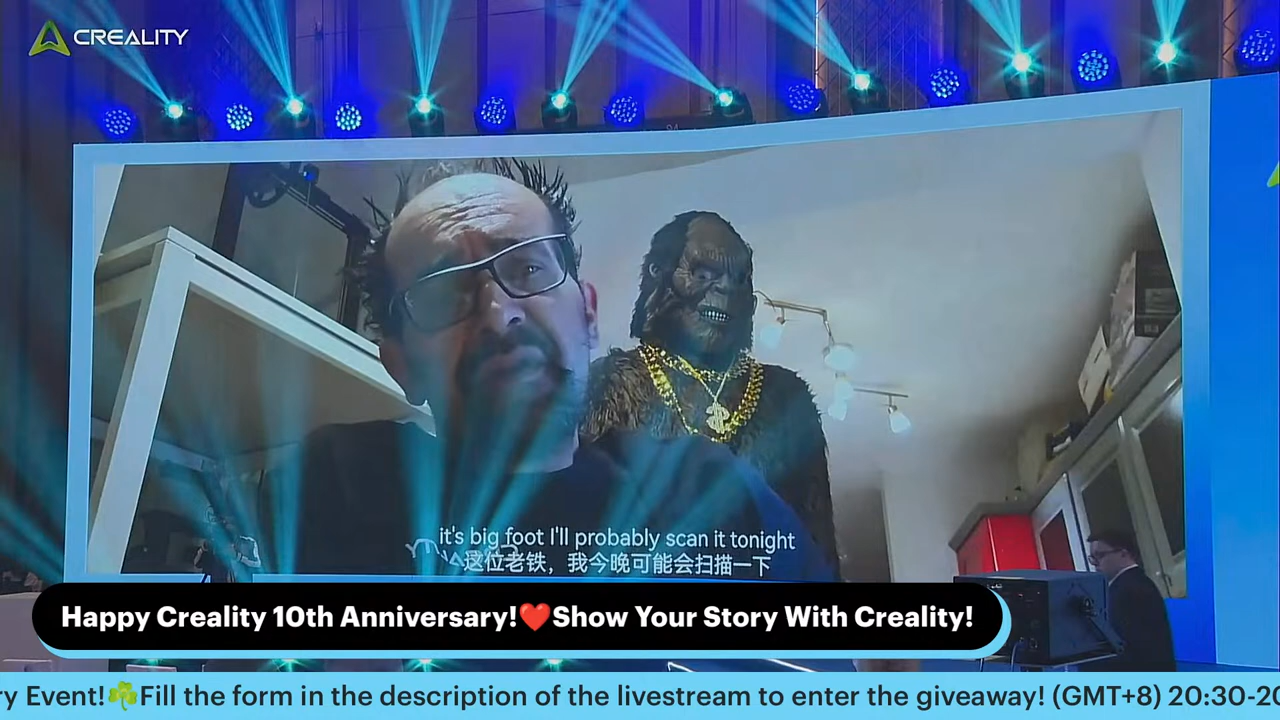 CREALITY
it's big foot I'll probably scan it tonight
这位老铁，我今晚可能会扫描一下
Happy Creality 10th Anniversary!❤️Show Your Story With Creality!
ry Event!☘️Fill the form in the description of the livestream to enter the giveaway! (GMT+8) 20:30-20